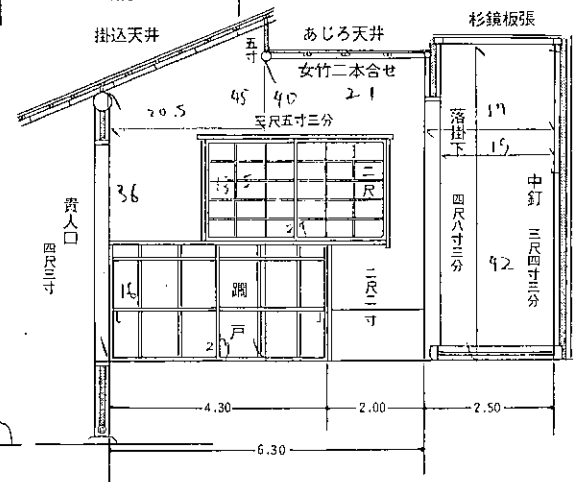 掛込天井
あじろ天井
杉鏡板張
五寸
女竹二本合せ
20.5
45
40
21
三尺五寸三分
落掛下
四尺八寸三分
17
15
中釘 三尺四寸三分
42
貴人口
四尺三寸
36
二尺
躙戸
16
二尺二寸
4.30
2.00
2.50
6.30